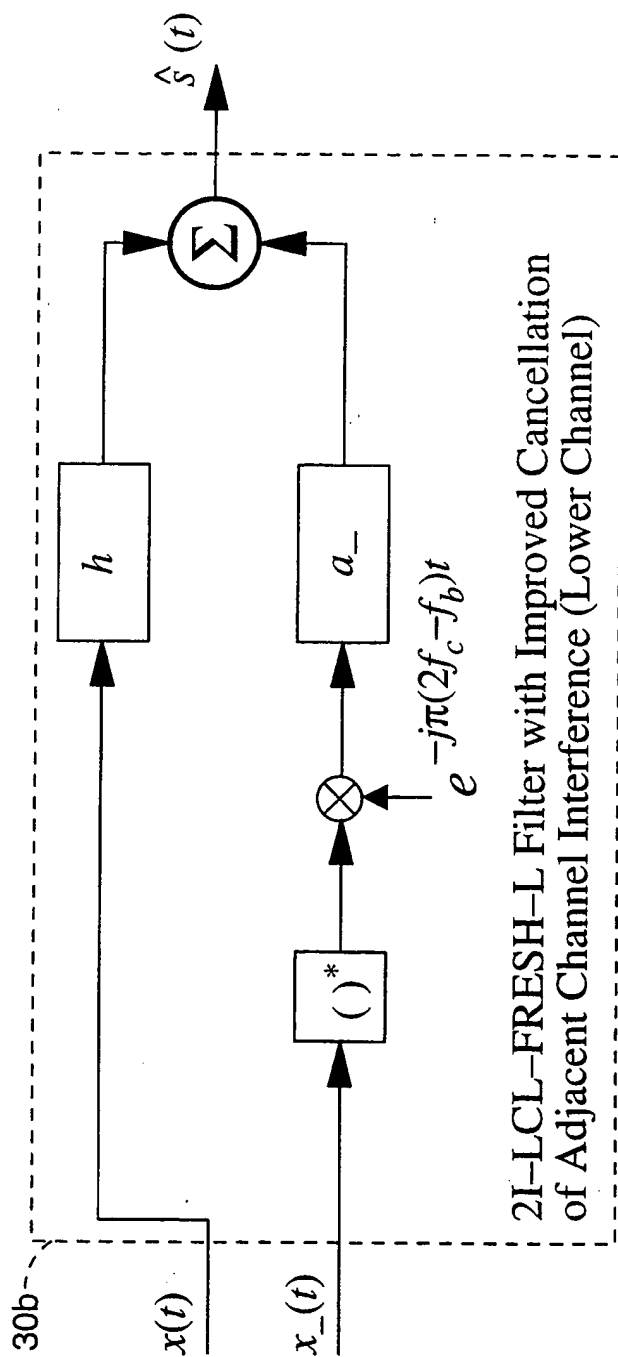 30b
x(t)
x_(t)
h
( )*
e^{-jπ(2f_c-f_b)t}
a_
Σ
ŝ (t)
2I-LCL-FRESH-L Filter with Improved Cancellation
of Adjacent Channel Interference (Lower Channel)